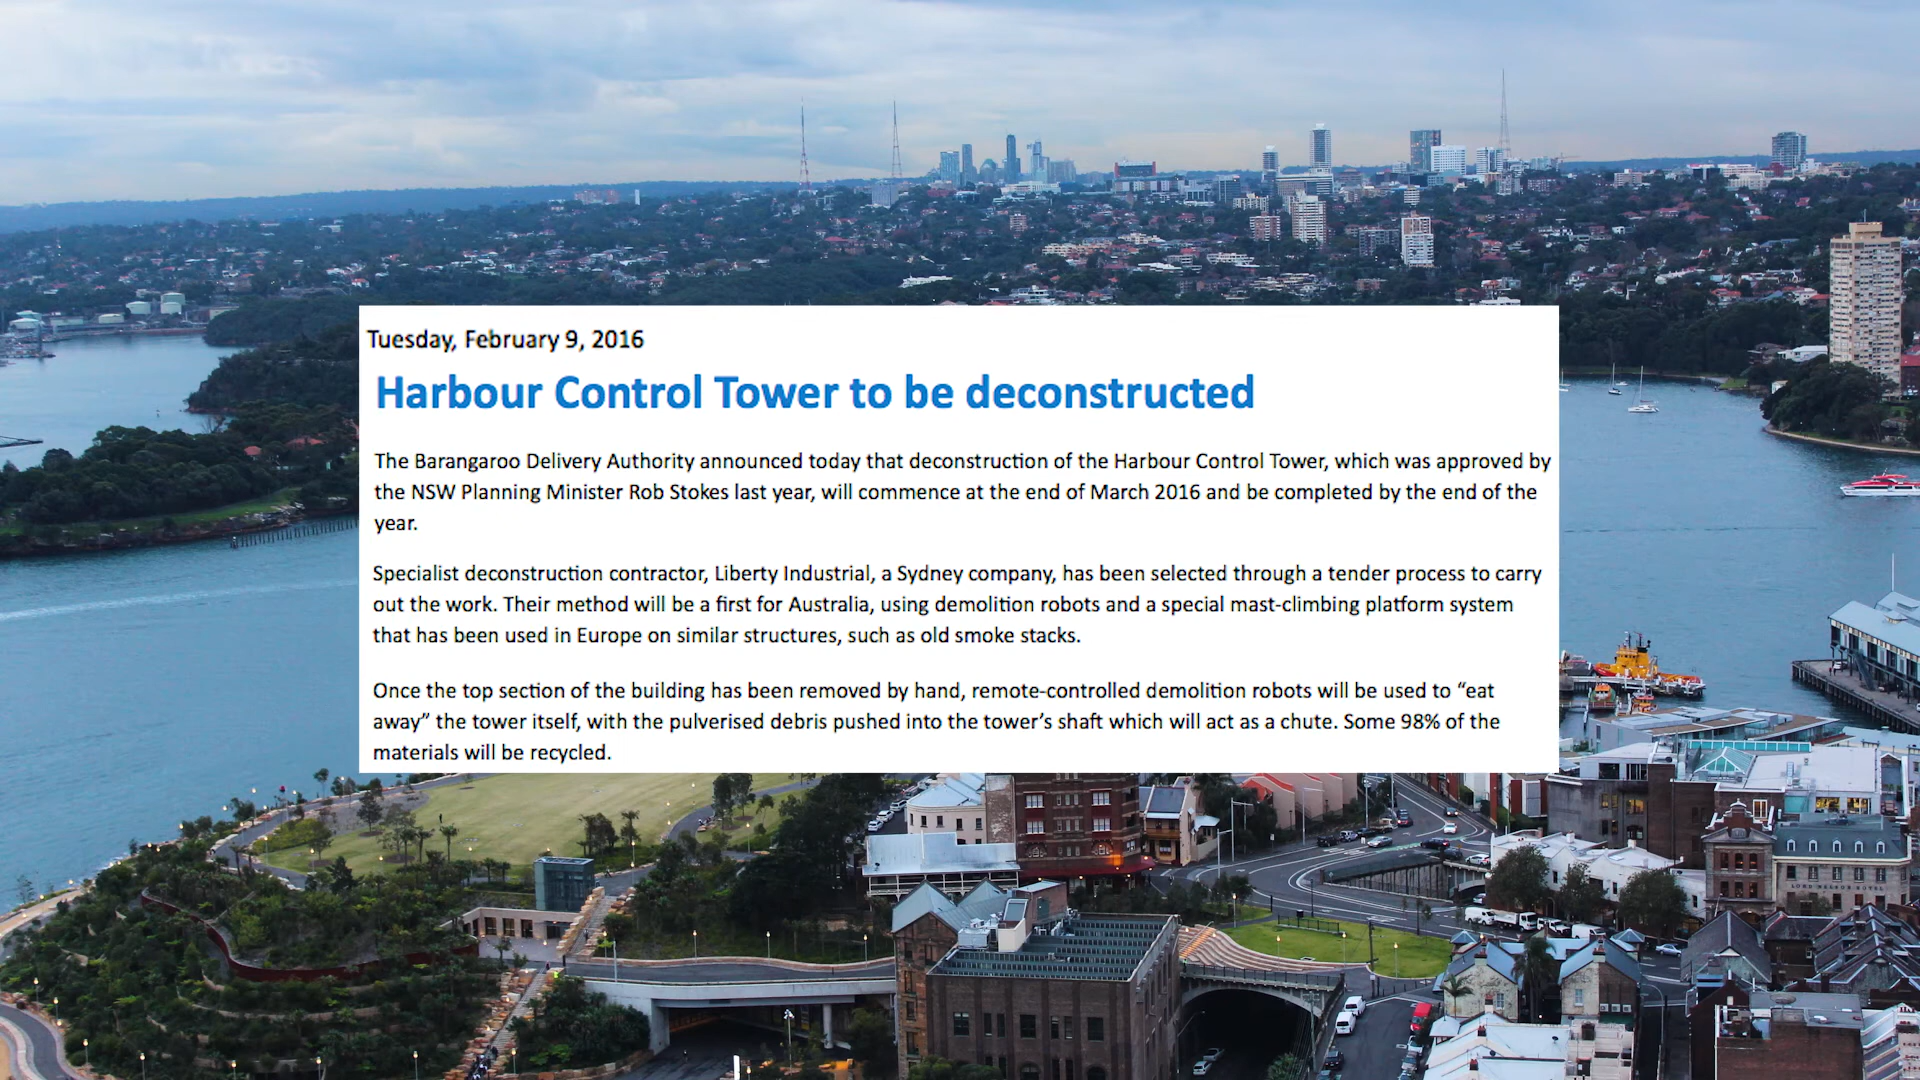 Tuesday, February 9, 2016
Harbour Control Tower to be deconstructed
The Barangaroo Delivery Authority announced today that deconstruction of the Harbour Control Tower, which was approved by
the NSW Planning Minister Rob Stokes last year, will commence at the end of March 2016 and be completed by the end of the
year.
Specialist deconstruction contractor, Liberty Industrial, a Sydney company, has been selected through a tender process to carry
out the work. Their method will be a first for Australia, using demolition robots and a special mast-climbing platform system
that has been used in Europe on similar structures, such as old smoke stacks.
Once the top section of the building has been removed by hand, remote-controlled demolition robots will be used to “eat
away” the tower itself, with the pulverised debris pushed into the tower’s shaft which will act as a chute. Some 98% of the
materials will be recycled.
LORD NELSON HOTEL